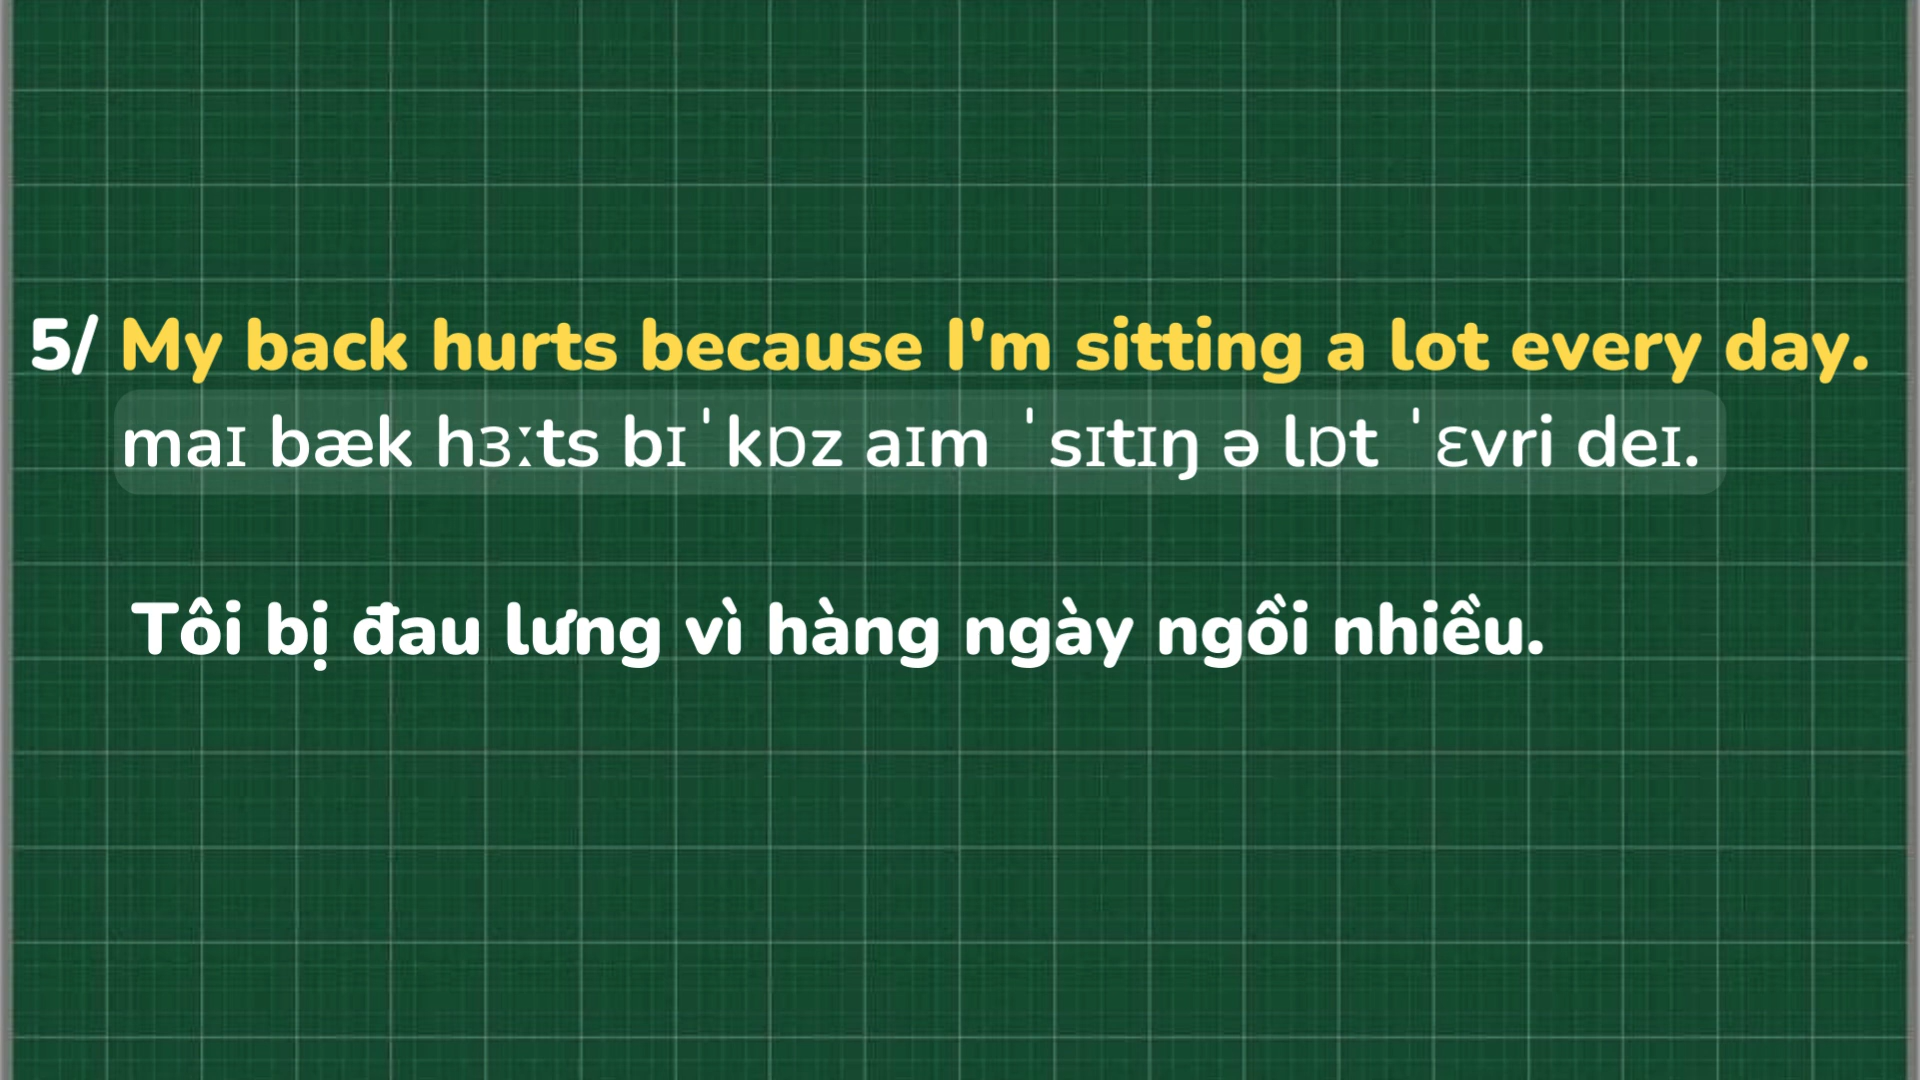 5/ My back hurts because I'm sitting a lot every day.
maɪ bæk hɜːts bɪˈkɒz aɪm ˈsɪtɪŋ ə lɒt ˈɛvri deɪ.
Tôi bị đau lưng vì hàng ngày ngồi nhiều.